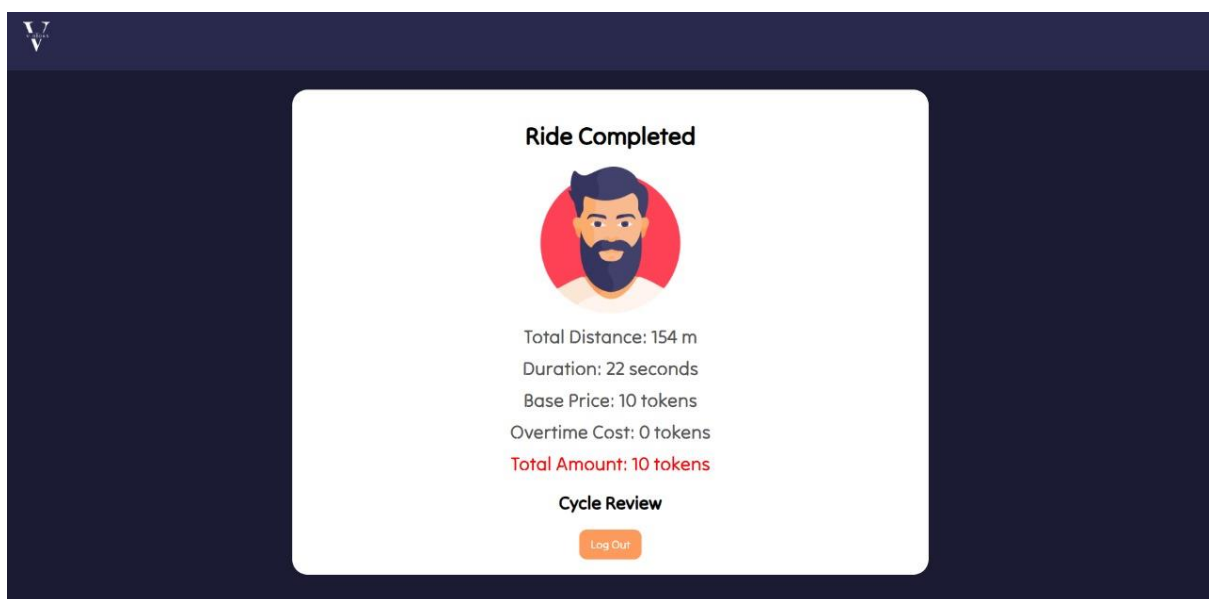 V
Ride Completed
Total Distance: 154 m
Duration: 22 seconds
Base Price: 10 tokens
Overtime Cost: 0 tokens
Total Amount: 10 tokens
Cycle Review
Log Out